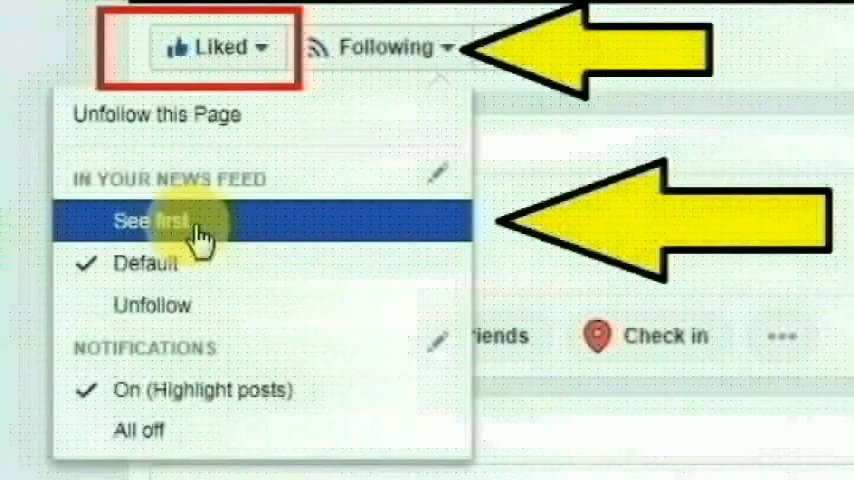 Liked Following
Unfollow this Page
IN YOUR NEWS FEED
See first
Default
Unfollow
riends Check in
NOTIFICATIONS
On (Highlight posts)
All off